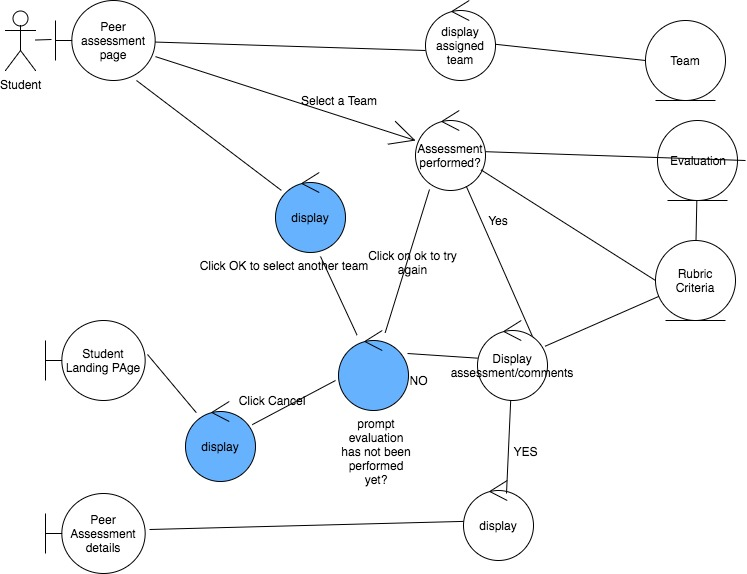 Peer
assessment
page
Student
display
assigned
team
Team
Select a Team
Assessment
performed?
Evaluation
display
Yes
Click OK to select another team
Click on ok to try
again
Rubric
Criteria
Student
Landing PAge
Display
assessment/comments
NO
Click Cancel
prompt
evaluation
has not been
performed
yet?
display
YES
Peer
Assessment
details
display